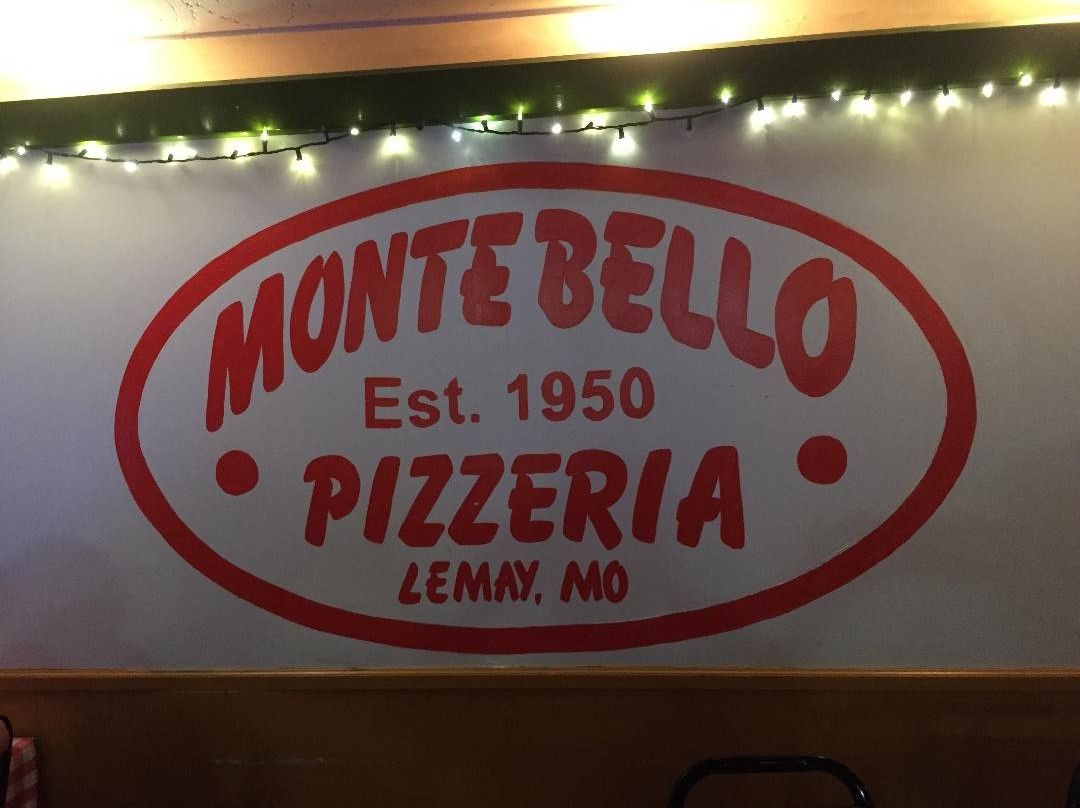 MONTE BELLO
Est. 1950
PIZZERIA
LEMAY, MO